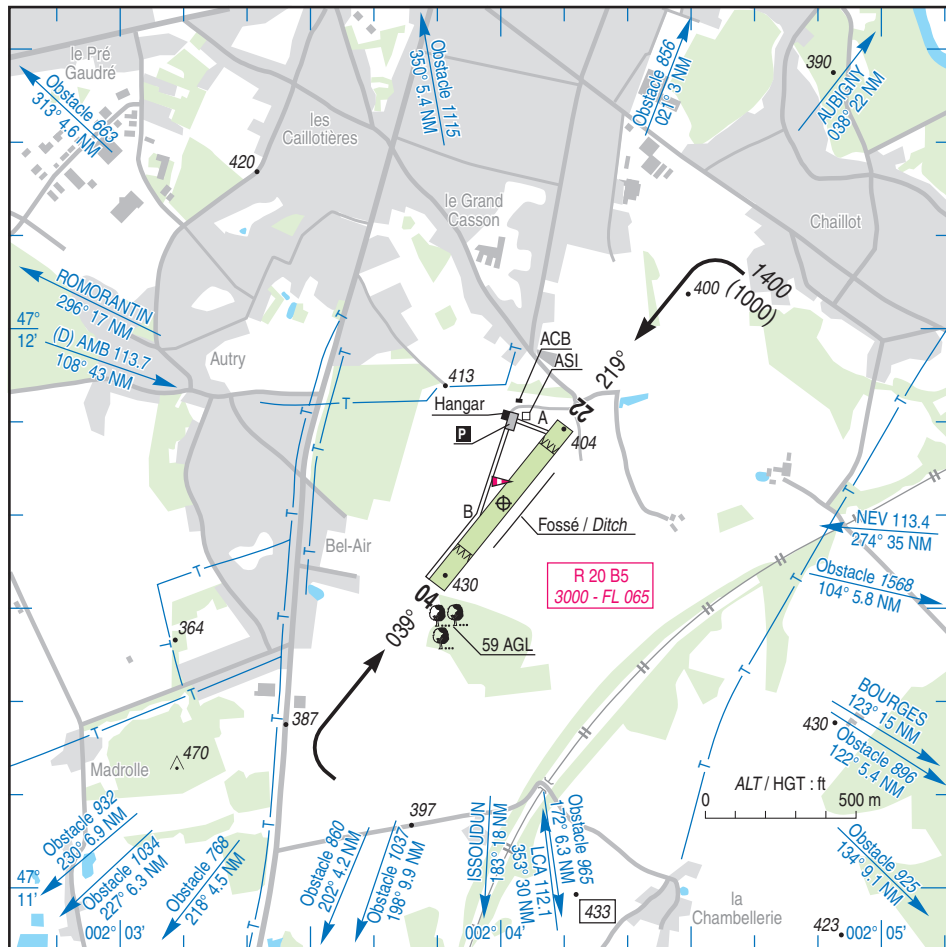 le Pré
Gaudré
Obstacle 663
313° 4.6 NM
les
Caillotières
420
Obstacle 1115
350° 5.4 NM
Obstacle 856
021° 3 NM
390
AUBIGNY
038° 22 NM
le Grand
Casson
Chaillot
ROMORANTIN
296° 17 NM
47°
12'
(D) AMB 113.7
108° 43 NM
Autry
400
1400
(1000)
219°
413
ACB
ASI
Hangar
A
P
22
404
B
Fossé / Ditch
Bel-Air
NEV 113.4
274° 35 NM
Obstacle 1568
104° 5.8 NM
R 20 B5
3000 - FL 065
430
04
039°
59 AGL
364
387
470
Madrolle
BOURGES
123° 15 NM
430
Obstacle 896
122° 5.4 NM
ALT / HGT : ft
0
500 m
397
Obstacle 932
230° 6.9 NM
Obstacle 1034
227° 6.3 NM
Obstacle 768
218° 4.5 NM
Obstacle 860
202° 4.2 NM
Obstacle 1037
198° 9.9 NM
ISSOUDUN
183° 18 NM
LCA 112.1
353° 30 NM
Obstacle 965
172° 6.3 NM
433
Obstacle 925
134° 9.1 NM
la
Chambellerie
423
47°
11'
002° 03'
002° 04'
002° 05'
T
T
T
T
T
T
T
T
T
T
T
T
T
T